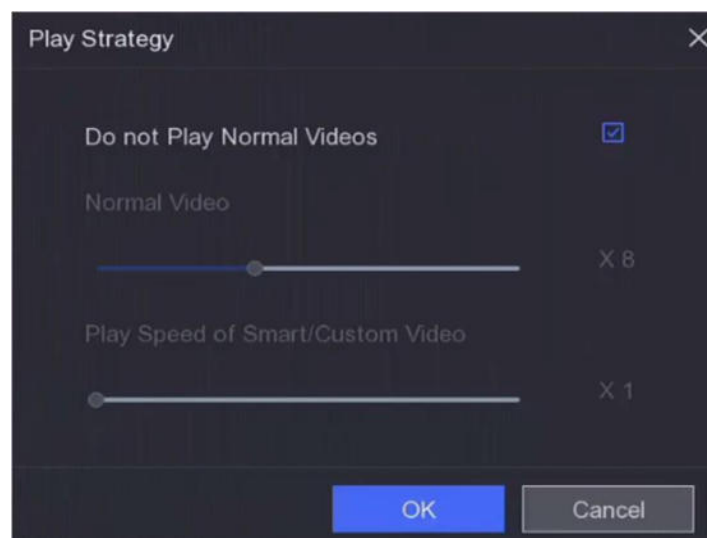 Play Strategy
Do not Play Normal Videos
Normal Video
X 8
Play Speed of Smart/Custom Video
X 1
OK
Cancel